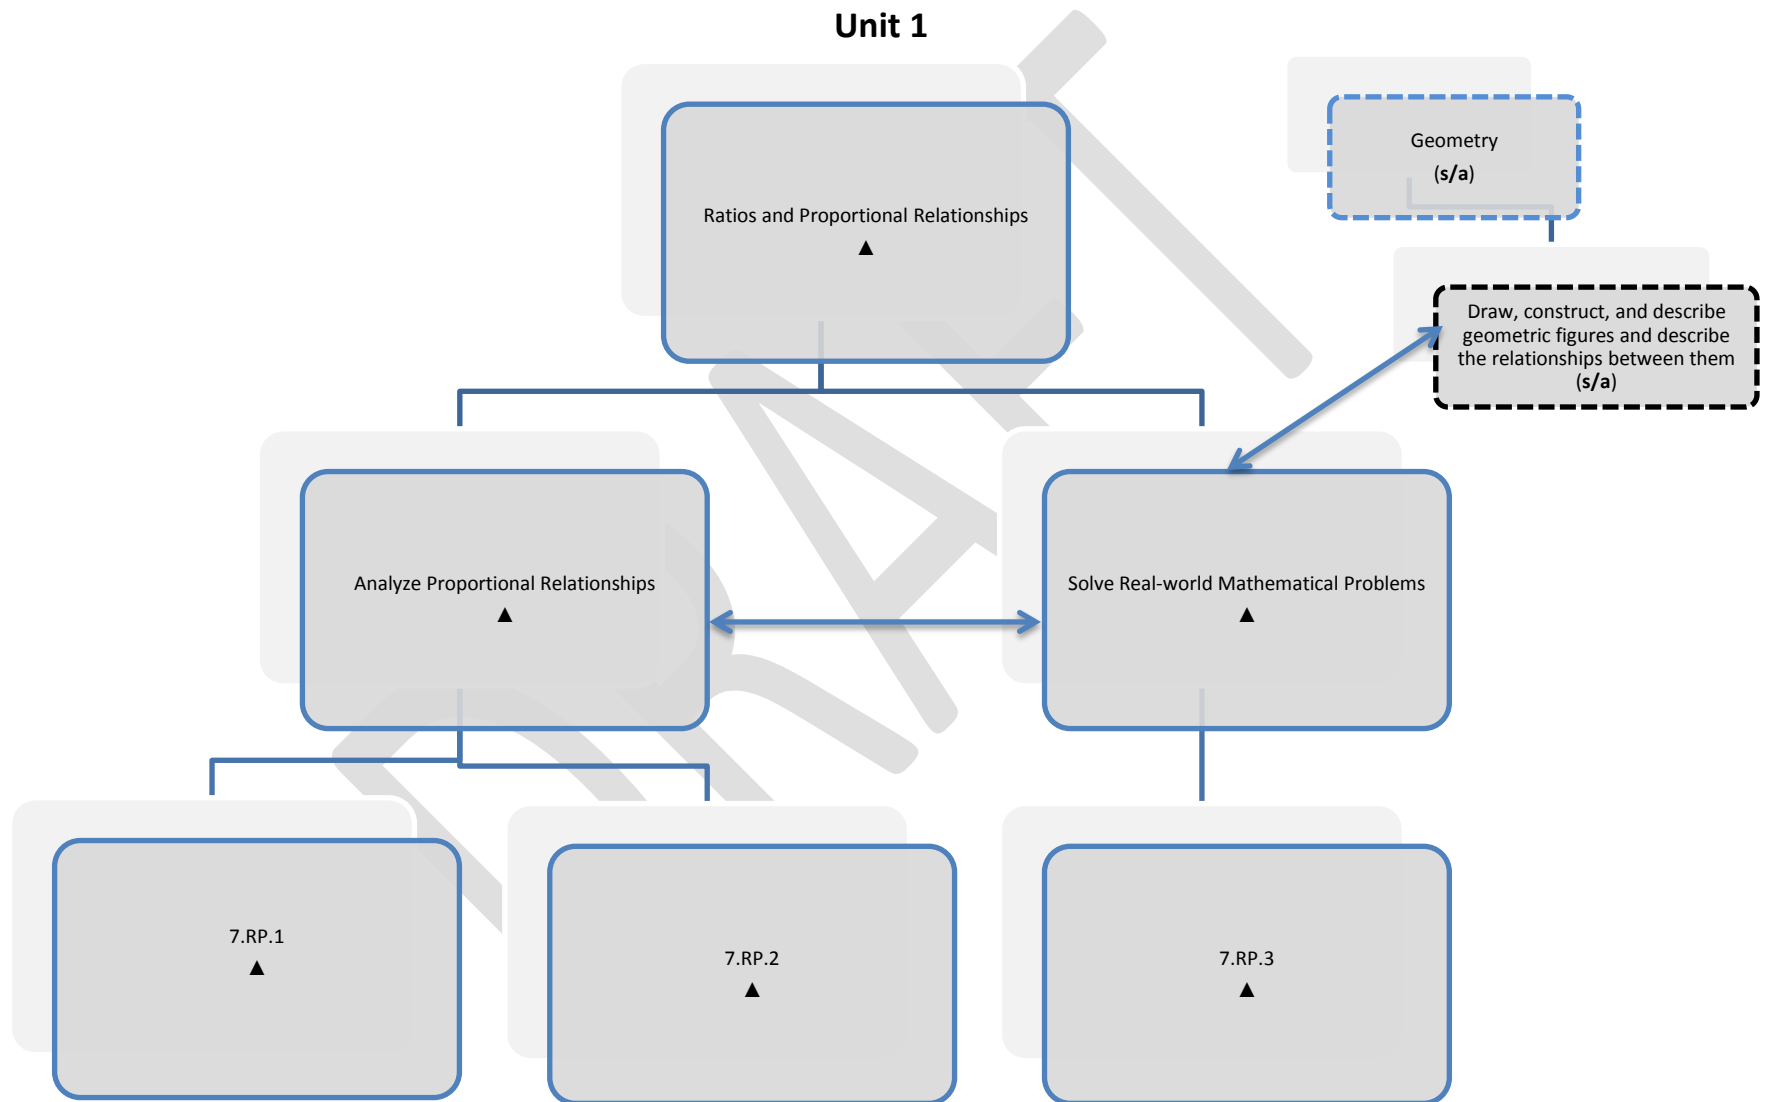 Unit 1
Ratios and Proportional Relationships
▲
Geometry
(s/a)
Draw, construct, and describe
geometric figures and describe
the relationships between them
(s/a)
Analyze Proportional Relationships
▲
Solve Real-world Mathematical Problems
▲
7.RP.1
▲
7.RP.2
▲
7.RP.3
▲
DRAFT